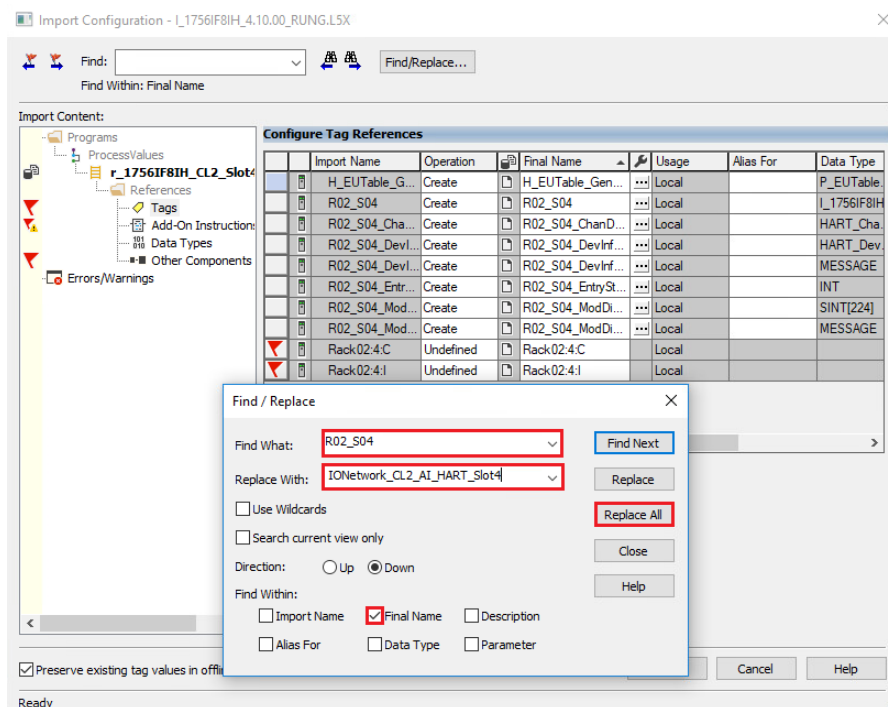 Import Configuration - I_1756IF8IH_4.10.00_RUNG.L5X
Find:
Find/Replace...
Find Within: Final Name
Import Content:
Programs
ProcessValues
r_1756IF8IH_CL2_Slot4
References
Tags
Add-On Instruction
Data Types
Other Components
Errors/Warnings
Configure Tag References
Import Name Operation Final Name Usage Alias For Data Type
H_EUTable_G... Create H_EUTable_Gen... ... Local P_EUTable.
R02_S04 Create R02_S04 ... Local I_1756IF8IH
R02_S04_Cha... Create R02_S04_ChanD... ... Local HART_Cha.
R02_S04_DevI... Create R02_S04_DevInf... ... Local HART_Dev.
R02_S04_DevI... Create R02_S04_DevInf... ... Local MESSAGE
R02_S04_Entr... Create R02_S04_EntrySt... ... Local INT
R02_S04_Mod... Create R02_S04_ModDi... ... Local SINT[224]
R02_S04_Mod... Create R02_S04_ModDi... ... Local MESSAGE
Rack02:4:C Undefined Rack02:4:C Local
Rack02:4:I Undefined Rack02:4:I Local
Find / Replace
Find What: R02_S04 Find Next
Replace With: IONetwork_CL2_AI_HART_Slot4 Replace
Use Wildcards Replace All
Search current view only
Direction: Up Down Close
Find Within: Help
Import Name Final Name Description
Alias For Data Type Parameter
Preserve existing tag values in offli
Cancel Help
Ready